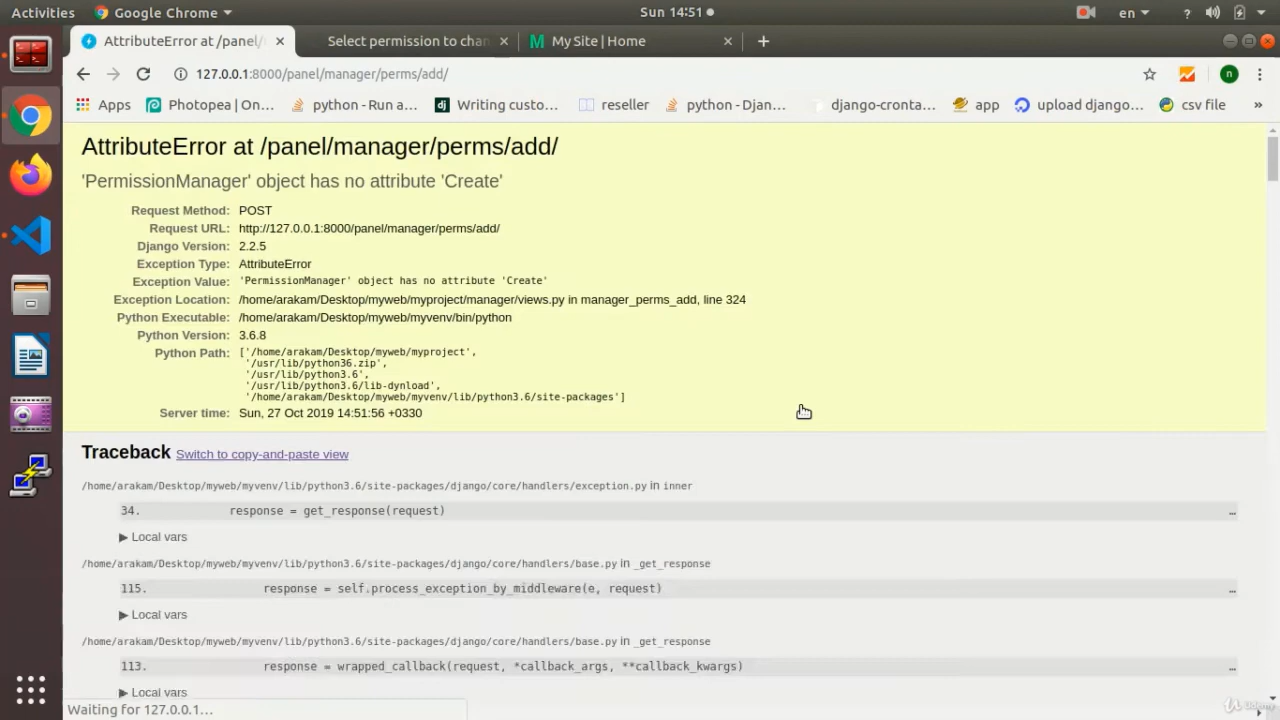 Activities
Google Chrome
Sun 14:51
en
?
AttributeError at /panel/
Select permission to chan
M My Site | Home
127.0.0.1:8000/panel/manager/perms/add/
n
Apps
Photopea | On…
python - Run a…
dj Writing custo…
reseller
python - Djan…
django-cronta…
app
upload django…
csv file
»
AttributeError at /panel/manager/perms/add/
'PermissionManager' object has no attribute 'Create'
Request Method: POST
Request URL: http://127.0.0.1:8000/panel/manager/perms/add/
Django Version: 2.2.5
Exception Type: AttributeError
Exception Value: 'PermissionManager' object has no attribute 'Create'
Exception Location: /home/arakam/Desktop/myweb/myproject/manager/views.py in manager_perms_add, line 324
Python Executable: /home/arakam/Desktop/myweb/myvenv/bin/python
Python Version: 3.6.8
Python Path: ['/home/arakam/Desktop/myweb/myproject',
'/usr/lib/python36.zip',
'/usr/lib/python3.6',
'/usr/lib/python3.6/lib-dynload',
'/home/arakam/Desktop/myweb/myvenv/lib/python3.6/site-packages']
Server time: Sun, 27 Oct 2019 14:51:56 +0330
Traceback Switch to copy-and-paste view
/home/arakam/Desktop/myweb/myvenv/lib/python3.6/site-packages/django/core/handlers/exception.py in inner
34. response = get_response(request) …
▶ Local vars
/home/arakam/Desktop/myweb/myvenv/lib/python3.6/site-packages/django/core/handlers/base.py in _get_response
115. response = self.process_exception_by_middleware(e, request) …
▶ Local vars
/home/arakam/Desktop/myweb/myvenv/lib/python3.6/site-packages/django/core/handlers/base.py in _get_response
113. response = wrapped_callback(request, *callback_args, **callback_kwargs) …
▶ Local vars
Waiting for 127.0.0.1…
Udemy